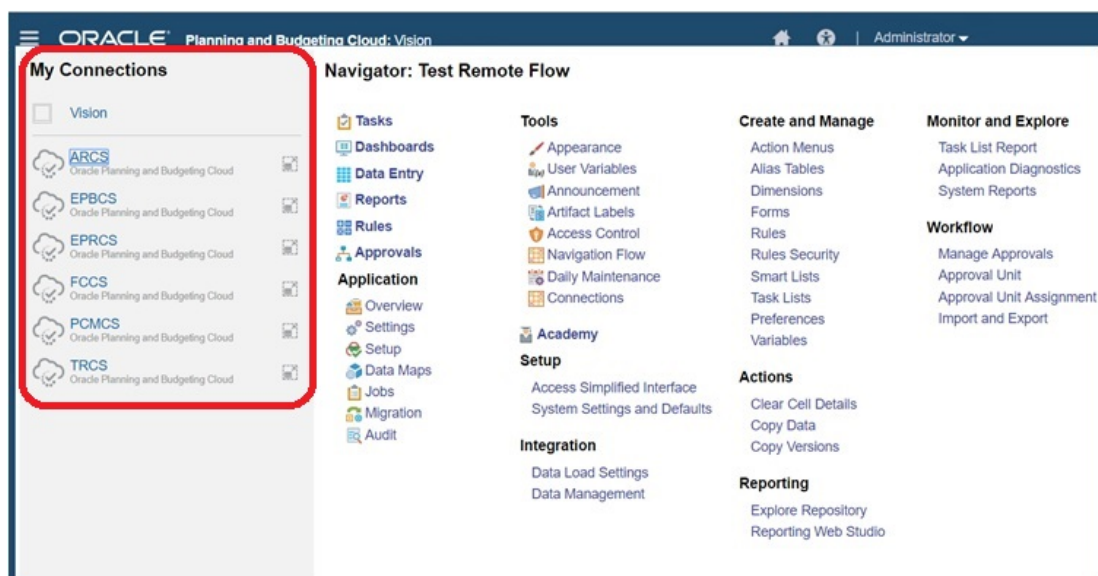 ORACLE Planning and Budgeting Cloud: Vision
Administrator
My Connections
Vision
ARCS
Oracle Planning and Budgeting Cloud
EPBCS
Oracle Planning and Budgeting Cloud
EPRCS
Oracle Planning and Budgeting Cloud
FCCS
Oracle Planning and Budgeting Cloud
PCMCS
Oracle Planning and Budgeting Cloud
TRCS
Oracle Planning and Budgeting Cloud
Navigator: Test Remote Flow
Tasks
Dashboards
Data Entry
Reports
Rules
Approvals
Application
Overview
Settings
Setup
Data Maps
Jobs
Migration
Audit
Tools
Appearance
User Variables
Announcement
Artifact Labels
Access Control
Navigation Flow
Daily Maintenance
Connections
Academy
Setup
Access Simplified Interface
System Settings and Defaults
Integration
Data Load Settings
Data Management
Create and Manage
Action Menus
Alias Tables
Dimensions
Forms
Rules
Rules Security
Smart Lists
Task Lists
Preferences
Variables
Actions
Clear Cell Details
Copy Data
Copy Versions
Reporting
Explore Repository
Reporting Web Studio
Monitor and Explore
Task List Report
Application Diagnostics
System Reports
Workflow
Manage Approvals
Approval Unit
Approval Unit Assignment
Import and Export